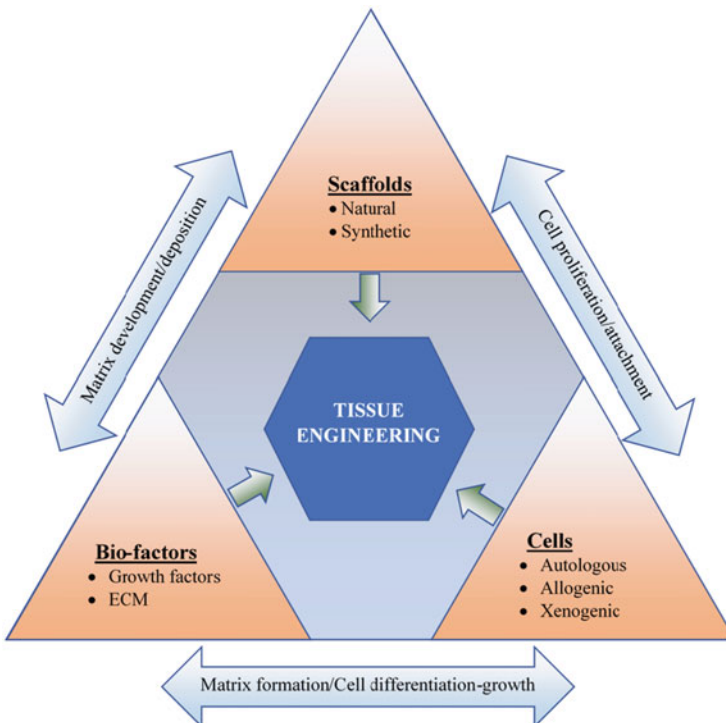 Scaffolds
• Natural
• Synthetic
Matrix development/deposition
Cell proliferation/attachment
TISSUE
ENGINEERING
Bio-factors
• Growth factors
• ECM
Cells
• Autologous
• Allogenic
• Xenogenic
Matrix formation/Cell differentiation-growth